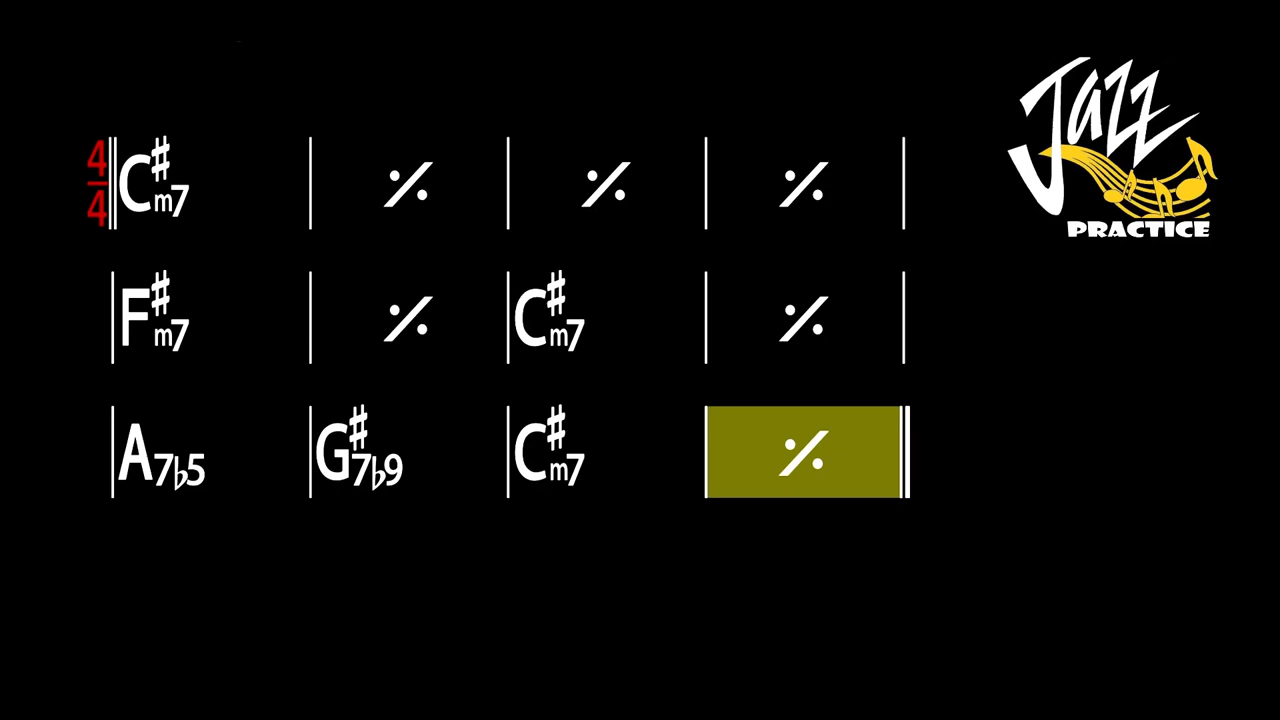 Jazz
PRACTICE
4/4 C#m7 | 𝄎 | 𝄎 | 𝄎
F#m7 | 𝄎 | C#m7 | 𝄎
A7♭5 | G#7♭9 | C#m7 | 𝄎